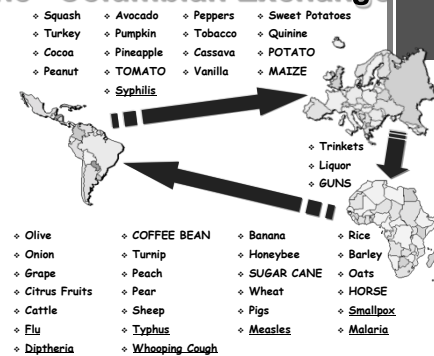 Columbian Exchange
❖ Squash ❖ Avocado ❖ Peppers ❖ Sweet Potatoes
❖ Turkey ❖ Pumpkin ❖ Tobacco ❖ Quinine
❖ Cocoa ❖ Pineapple ❖ Cassava ❖ POTATO
❖ Peanut ❖ TOMATO ❖ Vanilla ❖ MAIZE
❖ Syphilis
❖ Trinkets
❖ Liquor
❖ GUNS
❖ Olive ❖ COFFEE BEAN ❖ Banana ❖ Rice
❖ Onion ❖ Turnip ❖ Honeybee ❖ Barley
❖ Grape ❖ Peach ❖ SUGAR CANE ❖ Oats
❖ Citrus Fruits ❖ Pear ❖ Wheat ❖ HORSE
❖ Cattle ❖ Sheep ❖ Pigs ❖ Smallpox
❖ Flu ❖ Typhus ❖ Measles ❖ Malaria
❖ Diptheria ❖ Whooping Cough